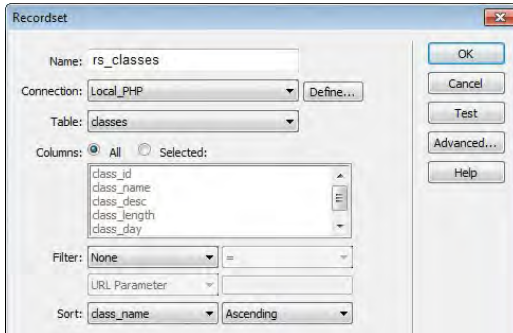 Recordset
Name: rs_classes
OK
Connection: Local_PHP Define...
Cancel
Table: classes
Test
Columns: All Selected:
Advanced...
class_id
class_name
class_desc
class_length
class_day
Help
Filter: None =
URL Parameter
Sort: class_name Ascending